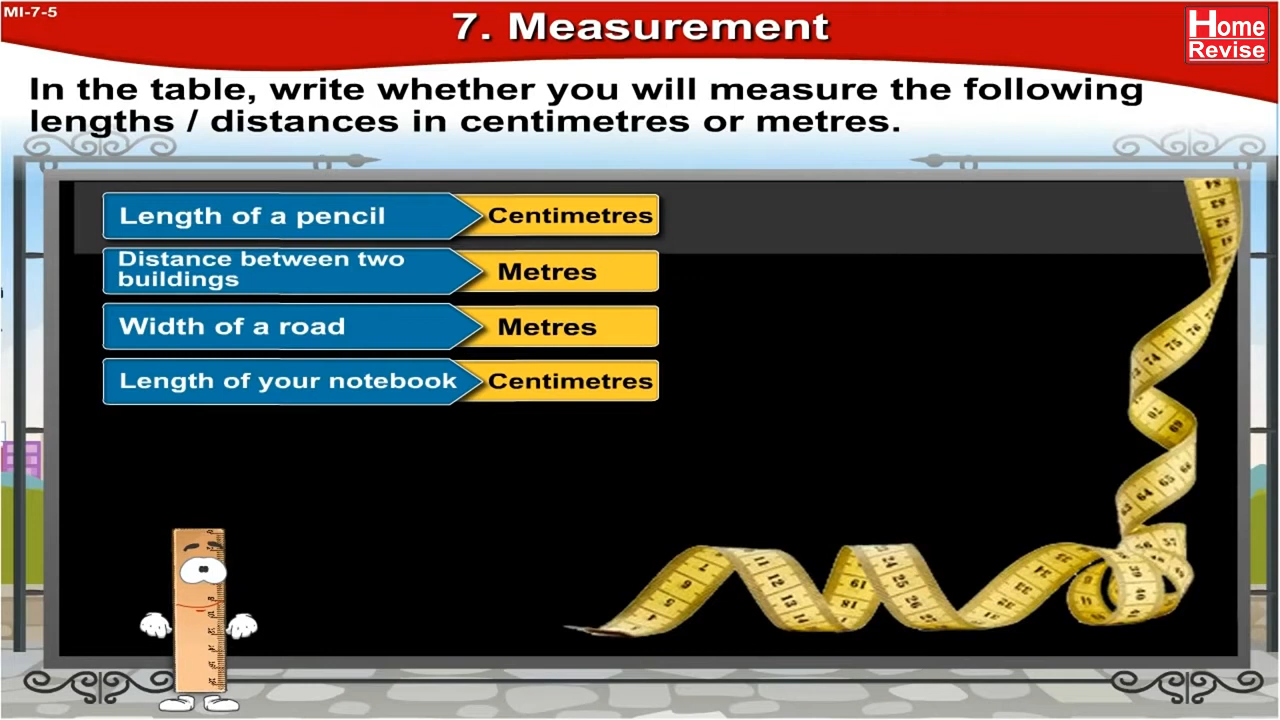 MI-7-5
7. Measurement
Home
Revise
In the table, write whether you will measure the following
lengths / distances in centimetres or metres.
Length of a pencil
Centimetres
Distance between two
buildings
Metres
Width of a road
Metres
Length of your notebook
Centimetres